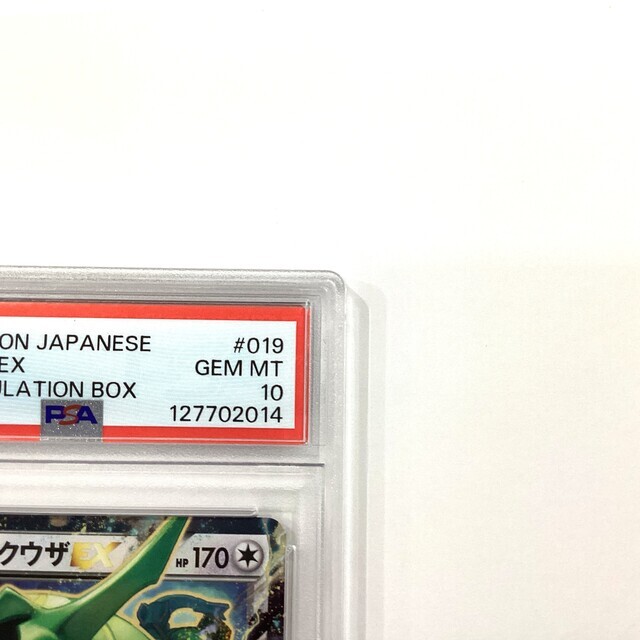 ON JAPANESE #019
EX GEM MT
ULATION BOX 10
PSA 127702014
クウザEX HP 170